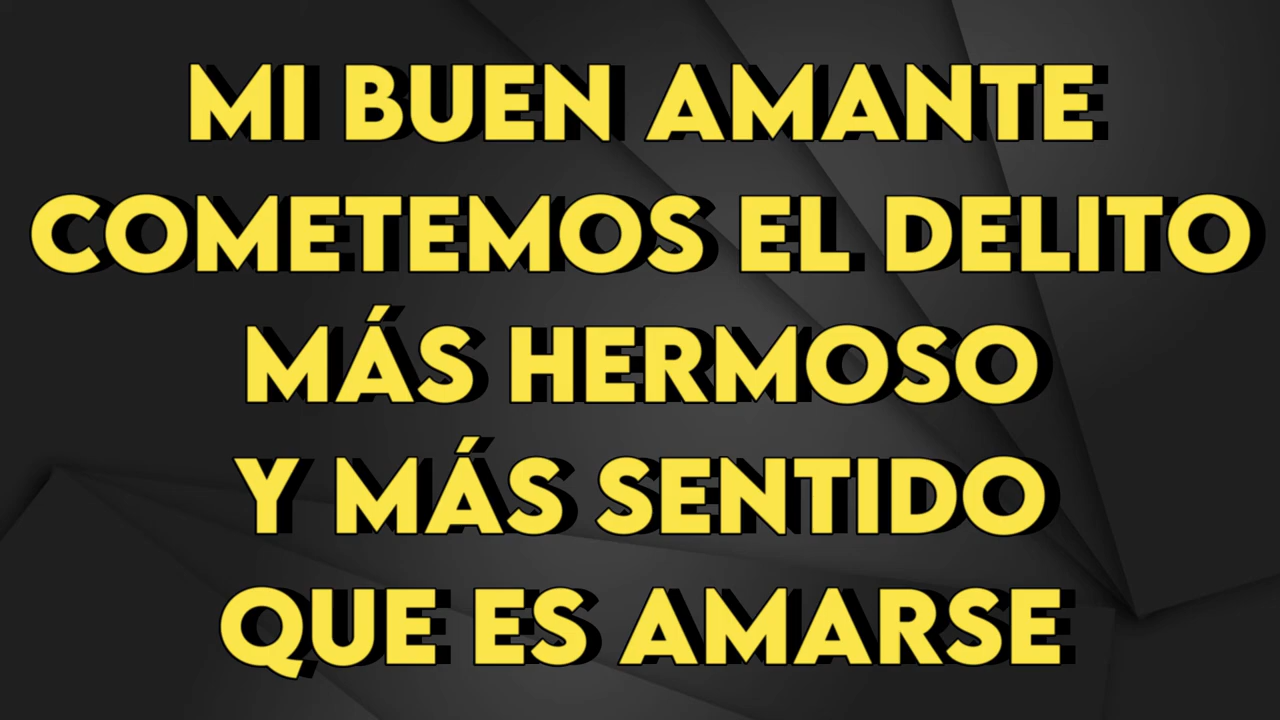 MI BUEN AMANTE
COMETEMOS EL DELITO
MÁS HERMOSO
Y MÁS SENTIDO
QUE ES AMARSE